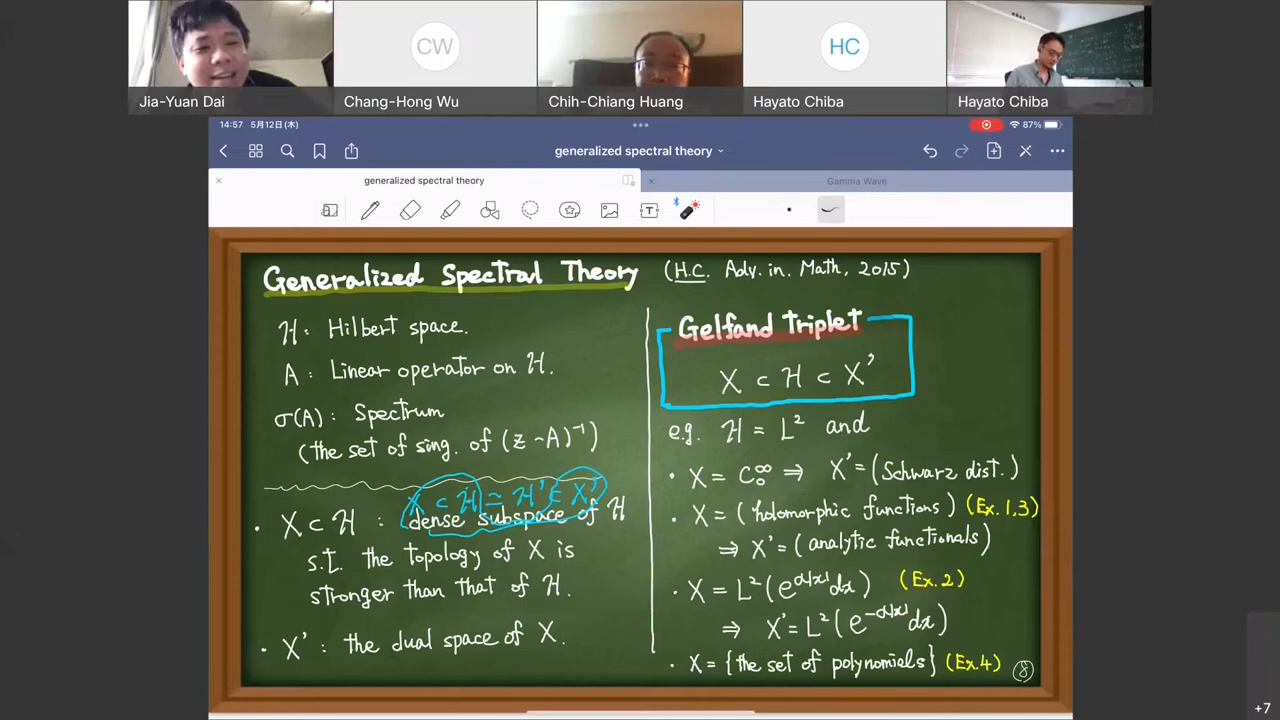 CW
HC
Jia-Yuan Dai
Chang-Hong Wu
Chih-Chiang Huang
Hayato Chiba
Hayato Chiba
14:57 5月12日(木)
87%
generalized spectral theory
generalized spectral theory
Gamma Wave
Generalized Spectral Theory (H.C. Adv. in. Math, 2015)
H: Hilbert space.
A: Linear operator on H.
σ(A): Spectrum
(the set of sing. of (z-A)⁻¹)
X ⊂ H ≃ H' ⊂ X'
• X ⊂ H : dense subspace of H
s.t. the topology of X is
stronger than that of H.
• X' : the dual space of X.
Gelfand triplet
X ⊂ H ⊂ X'
e.g. H = L² and
• X = C₀^∞ ⇒ X' = (Schwarz dist.)
• X = (holomorphic functions) (Ex.1,3)
⇒ X' = (analytic functionals)
• X = L²(e^{α|x|}dx) (Ex.2)
⇒ X' = L²(e^{-α|x|}dx)
• X = {the set of polynomials} (Ex.4)
⑧
+7